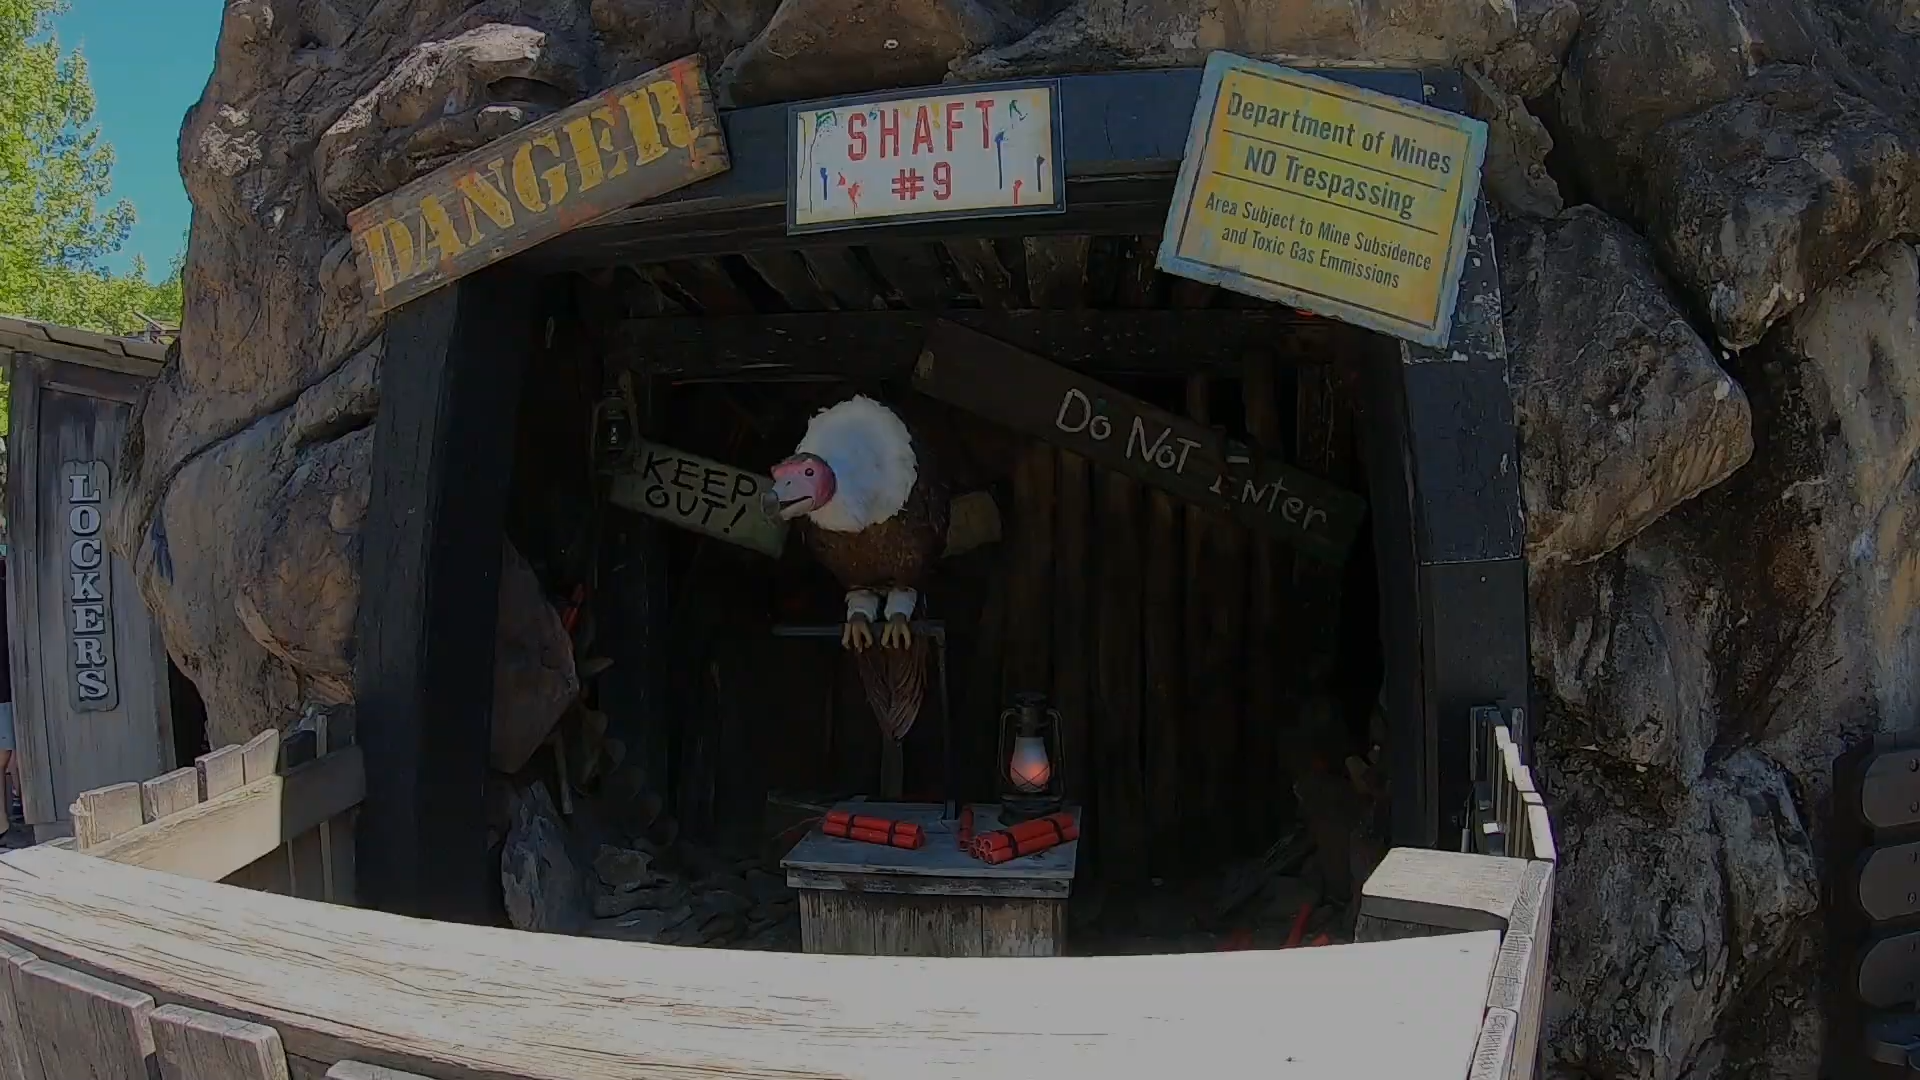 DANGER
SHAFT
#9
Department of Mines
NO Trespassing
Area Subject to Mine Subsidence
and Toxic Gas Emmissions
KEEP
OUT!
Do NoT ENter
LOCKERS